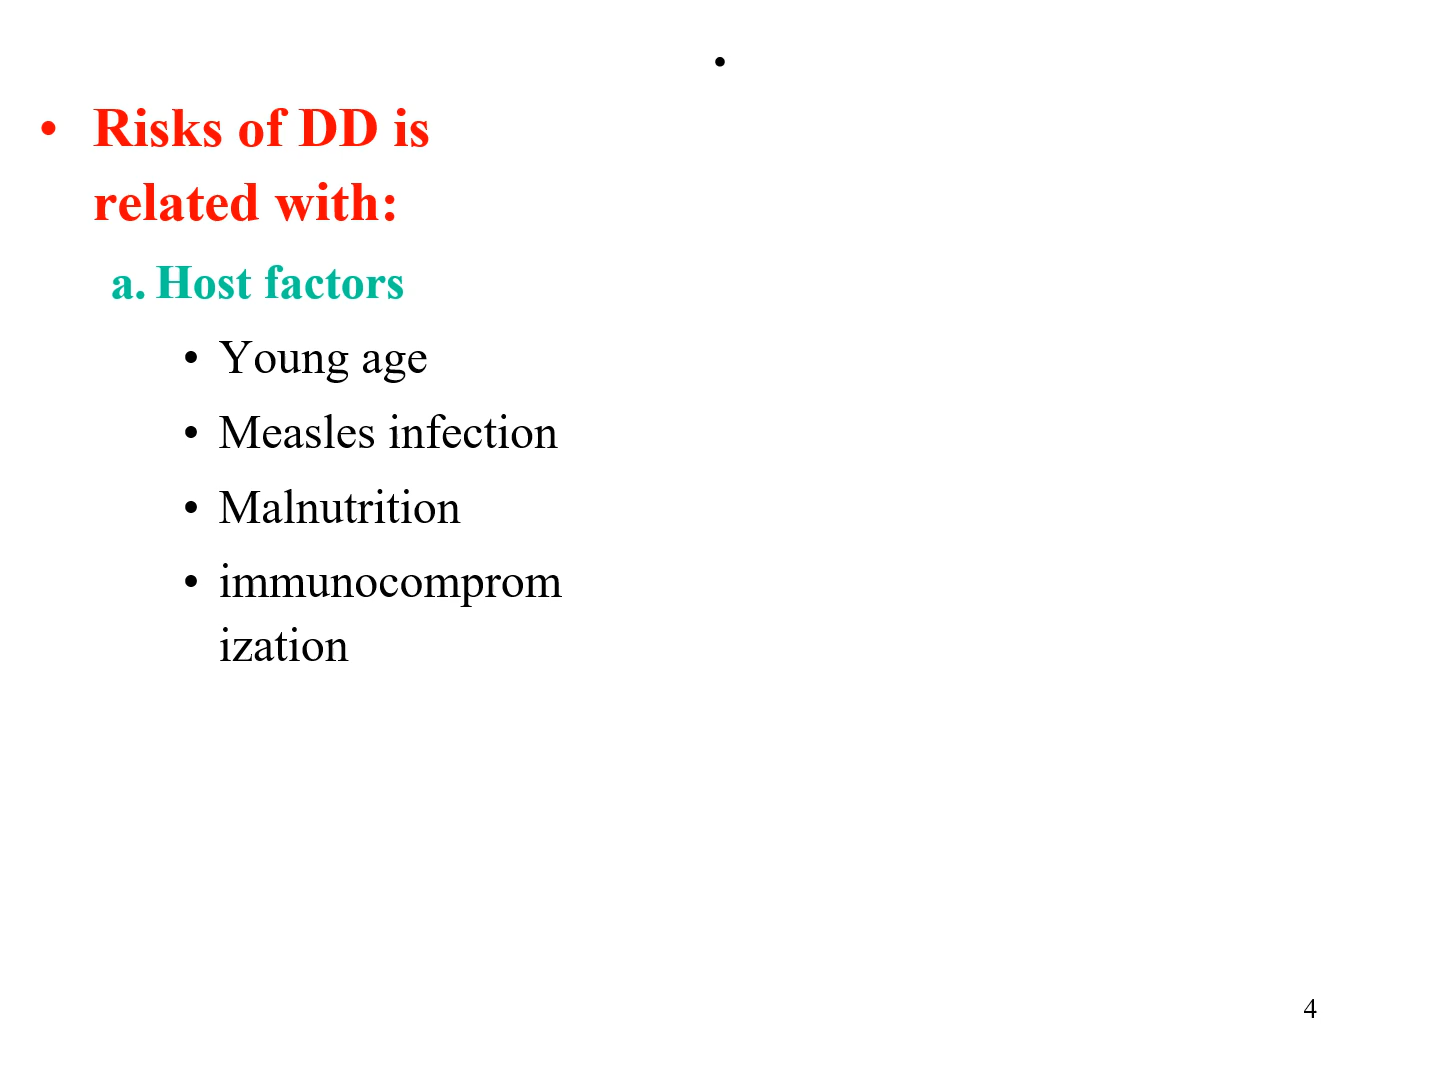 •
• Risks of DD is
related with:
a. Host factors
• Young age
• Measles infection
• Malnutrition
• immunocomprom
ization
4